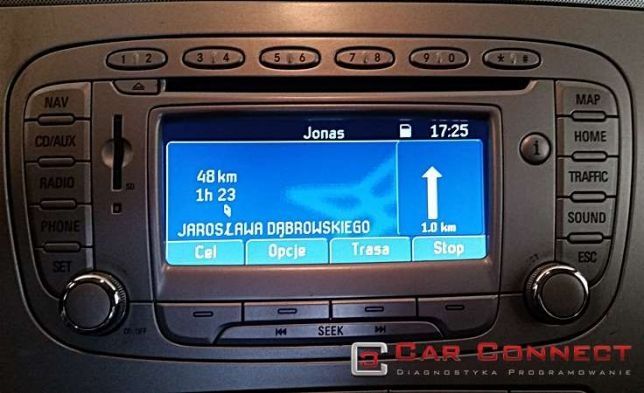 1 2 3 4 5 6 7 8 9 0 * #
NAV
CD/AUX
RADIO
PHONE
SET
ON/OFF
SD
Jonas 17:25
48 km
1h 23
JAROSŁAWA DĄBROWSKIEGO
1.0 km
Cel Opcje Trasa Stop
SEEK
MAP
HOME
i
TRAFFIC
SOUND
ESC
CAR CONNECT
DIAGNOSTYKA PROGRAMOWANIE